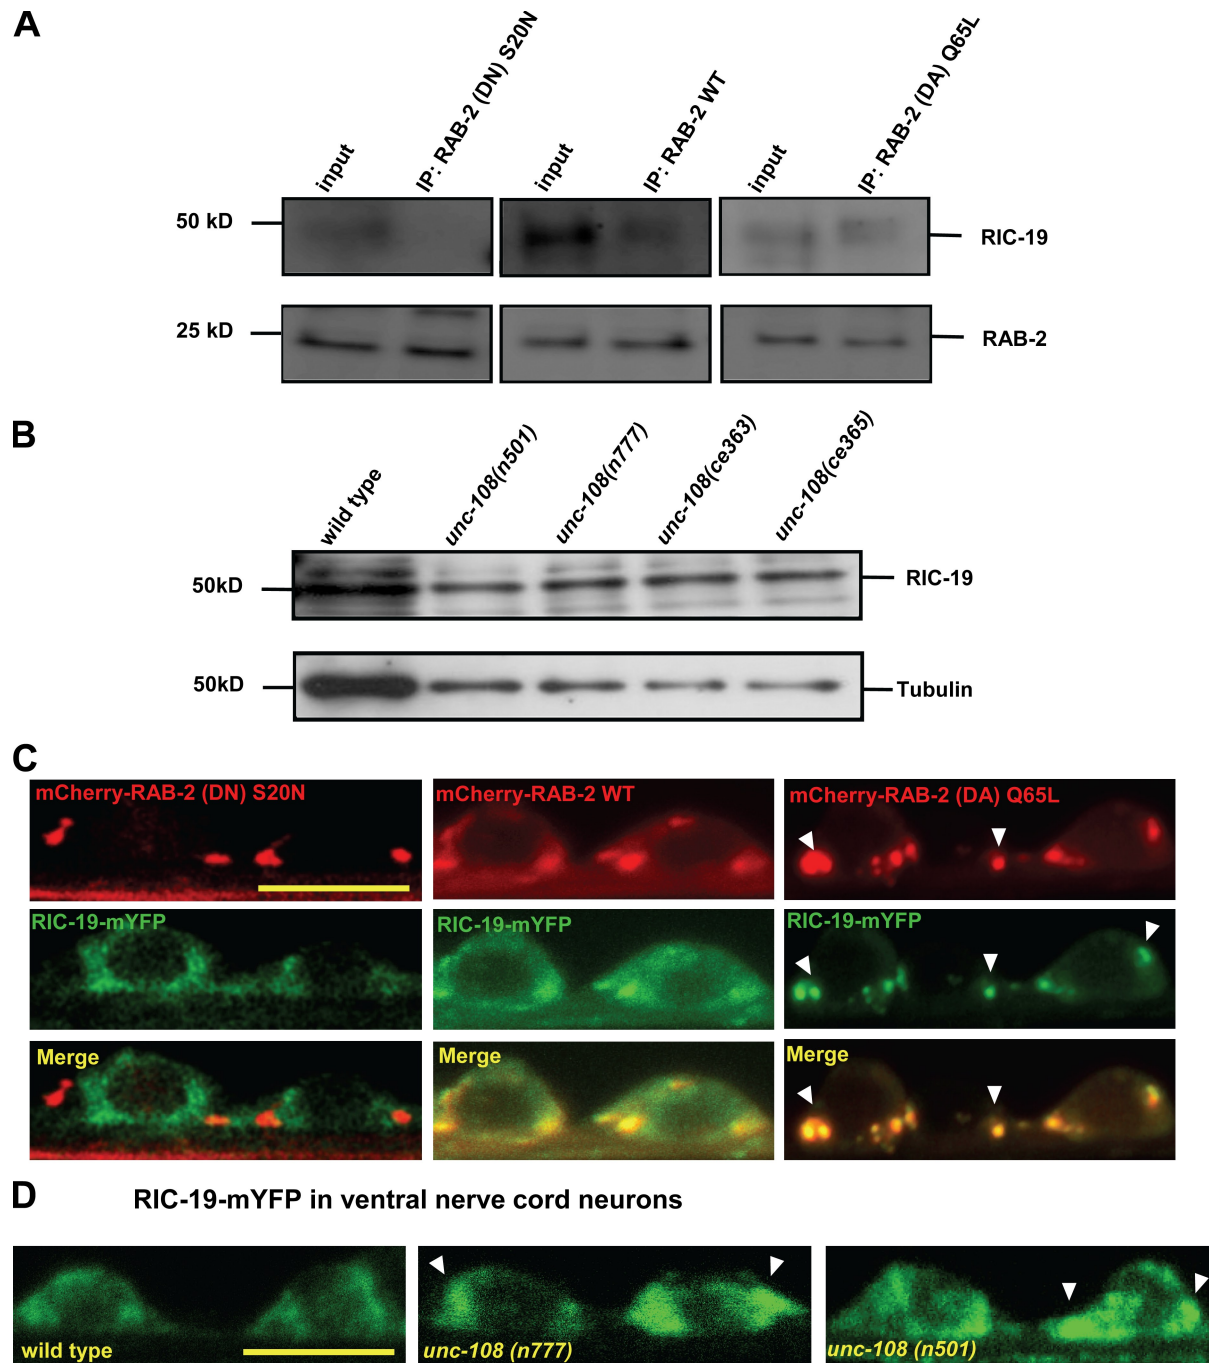 A
input
IP: RAB-2 (DN) S20N
input
IP: RAB-2 WT
input
IP: RAB-2 (DA) Q65L
50 kD
RIC-19
25 kD
RAB-2
B
wild type
unc-108(n501)
unc-108(n777)
unc-108(ce363)
unc-108(ce365)
50kD
RIC-19
50kD
Tubulin
C
mCherry-RAB-2 (DN) S20N
mCherry-RAB-2 WT
mCherry-RAB-2 (DA) Q65L
RIC-19-mYFP
RIC-19-mYFP
RIC-19-mYFP
Merge
Merge
Merge
D
RIC-19-mYFP in ventral nerve cord neurons
wild type
unc-108 (n777)
unc-108 (n501)